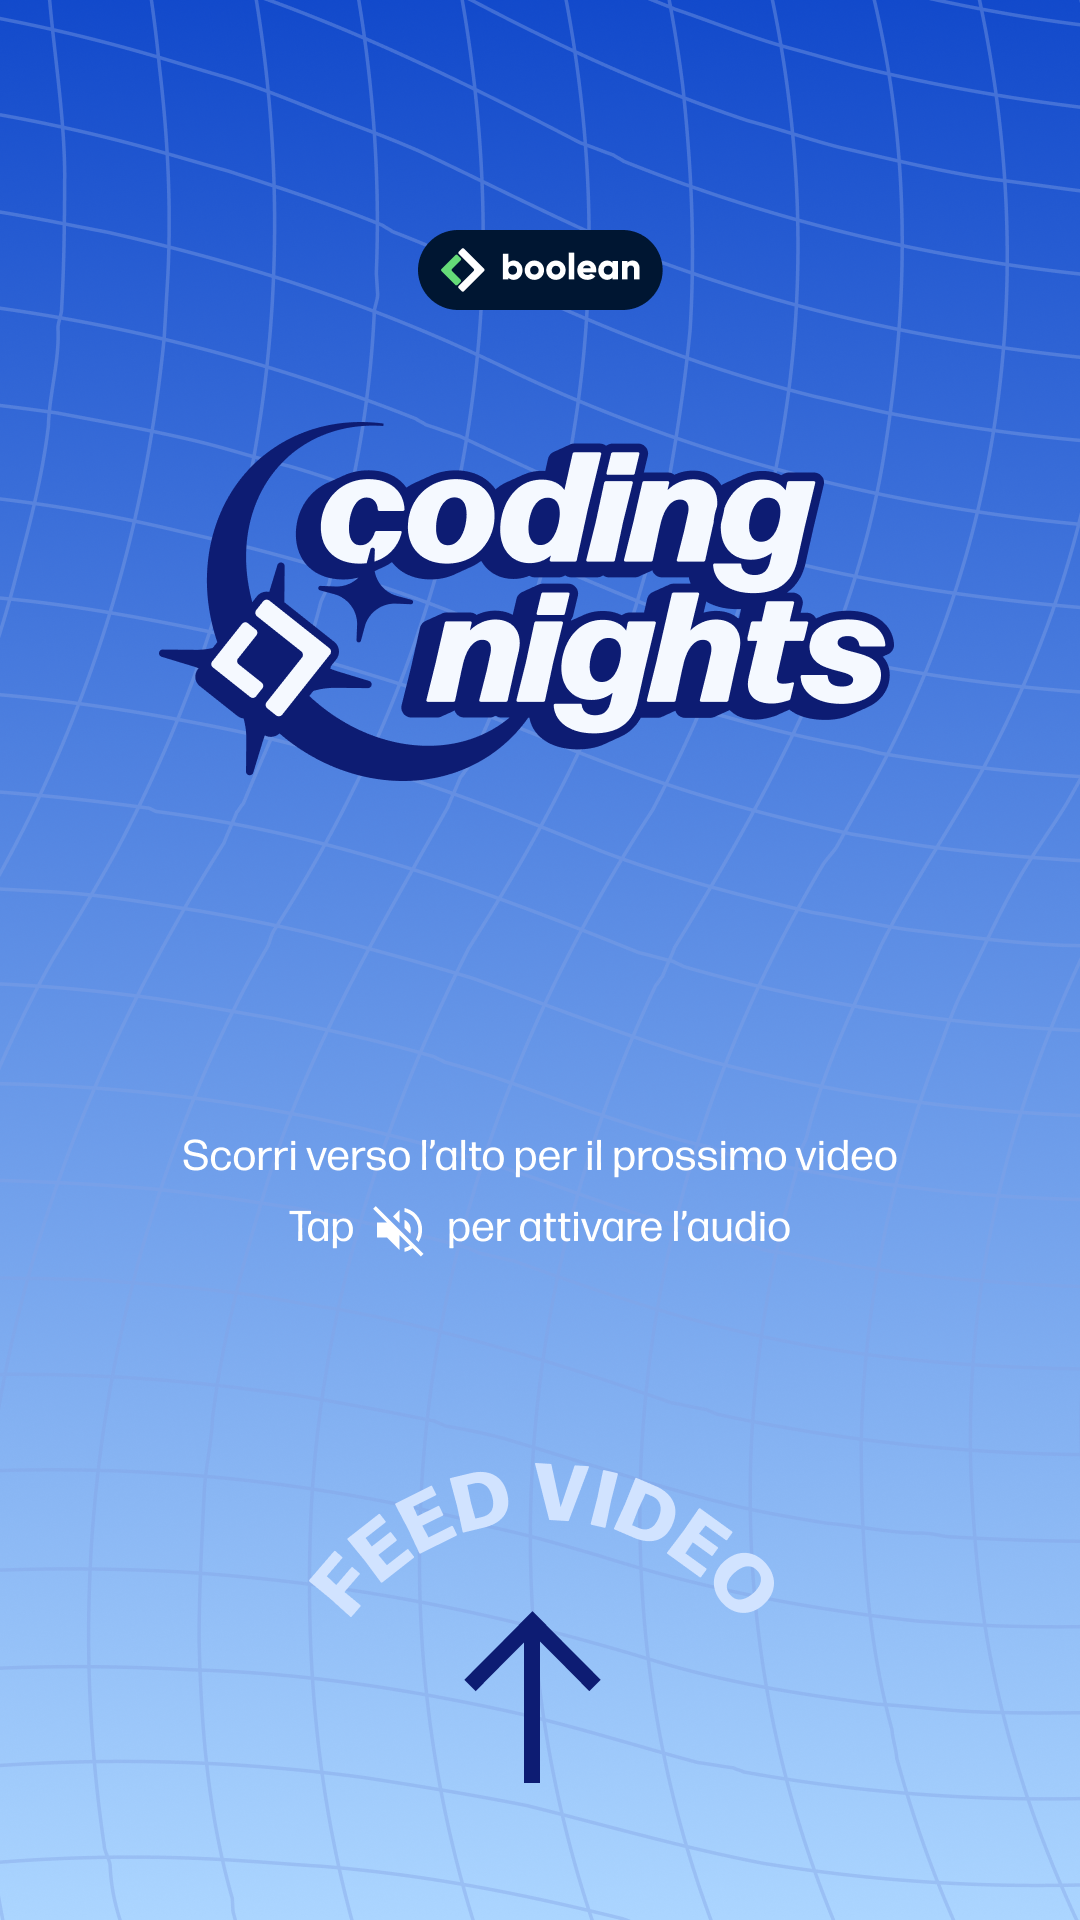 boolean
coding
nights
Scorri verso l’alto per il prossimo video
Tap per attivare l’audio
FEED VIDEO